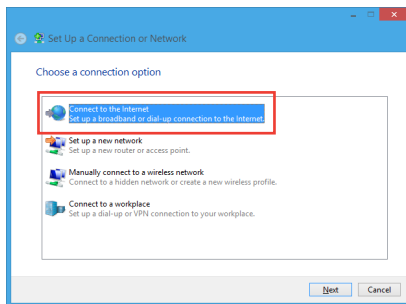 Set Up a Connection or Network
Choose a connection option
Connect to the Internet
Set up a broadband or dial-up connection to the Internet.
Set up a new network
Set up a new router or access point.
Manually connect to a wireless network
Connect to a hidden network or create a new wireless profile.
Connect to a workplace
Set up a dial-up or VPN connection to your workplace.
Next Cancel